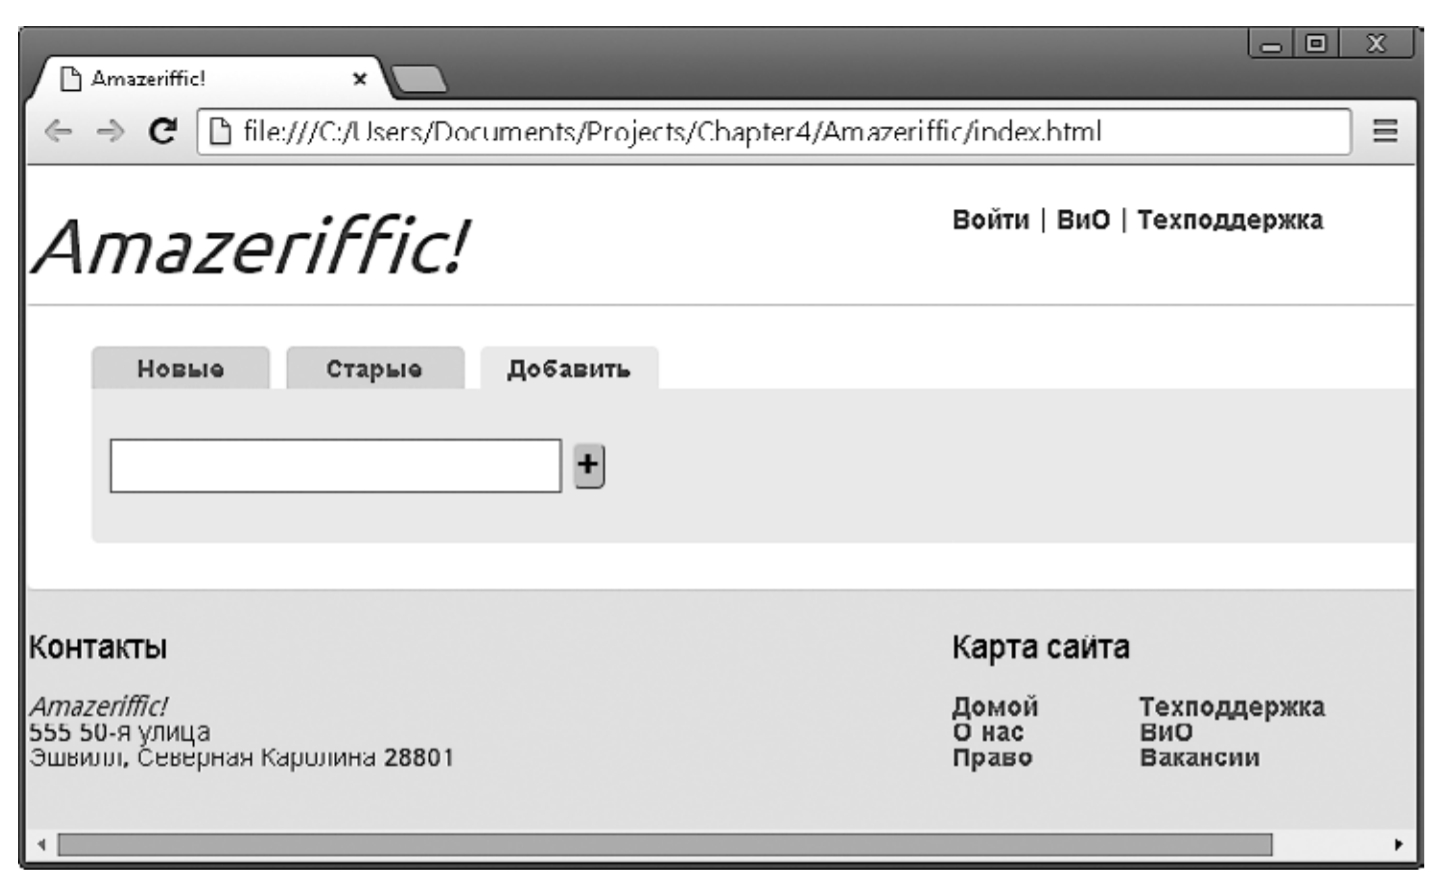 Amazeriffic!
file:///C:/Users/Documents/Projects/Chapter4/Amazeriffic/index.html
Amazeriffic!
Войти | ВиО | Техподдержка
Новые Старые Добавить
+
Контакты Карта сайта
Amazeriffic! Домой Техподдержка
555 50-я улица О нас ВиО
Эшвилл, Северная Каролина 28801 Право Вакансии